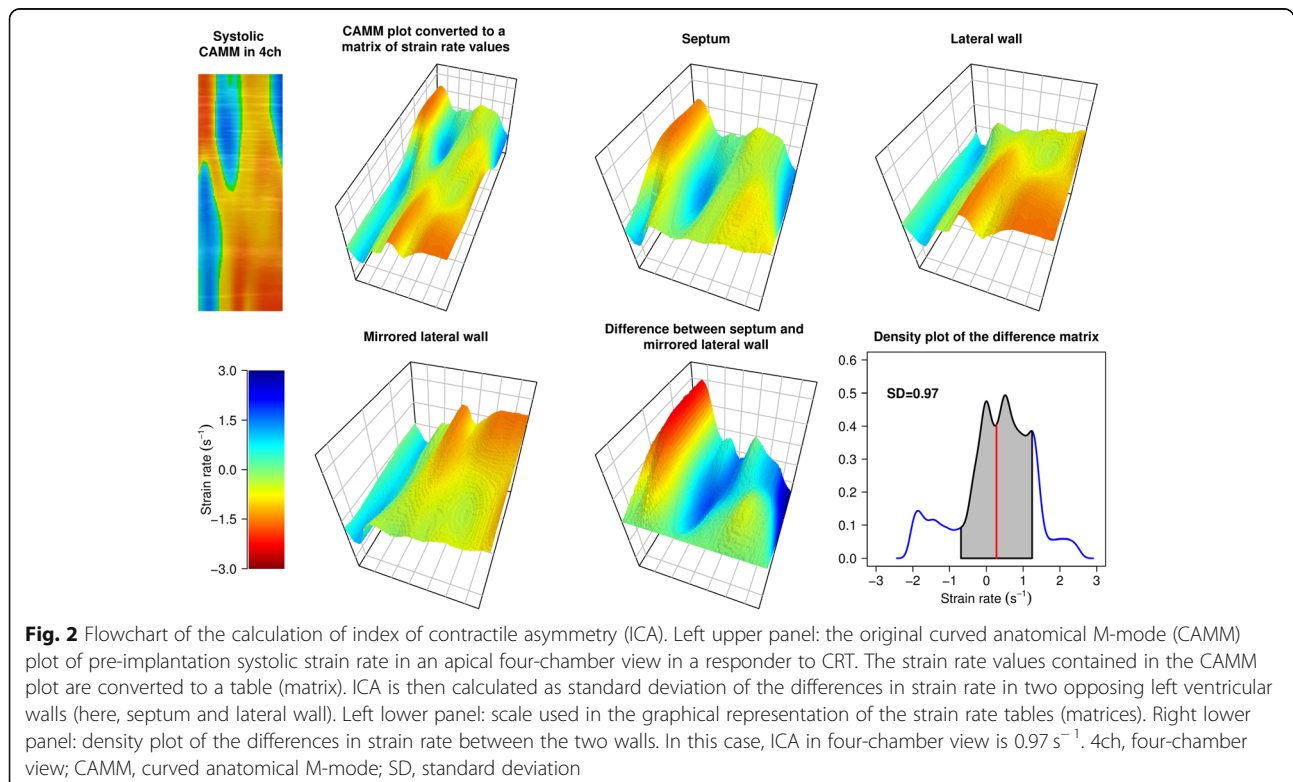 Systolic
CAMM in 4ch
CAMM plot converted to a
matrix of strain rate values
Septum
Lateral wall
Mirrored lateral wall
Difference between septum and
mirrored lateral wall
Density plot of the difference matrix
3.0
1.5
0.0
−1.5
−3.0
Strain rate (s⁻¹)
0.6
0.5
0.4
0.3
0.2
0.1
0.0
SD=0.97
−3 −2 −1 0 1 2 3
Strain rate (s⁻¹)
Fig. 2 Flowchart of the calculation of index of contractile asymmetry (ICA). Left upper panel: the original curved anatomical M-mode (CAMM)
plot of pre-implantation systolic strain rate in an apical four-chamber view in a responder to CRT. The strain rate values contained in the CAMM
plot are converted to a table (matrix). ICA is then calculated as standard deviation of the differences in strain rate in two opposing left ventricular
walls (here, septum and lateral wall). Left lower panel: scale used in the graphical representation of the strain rate tables (matrices). Right lower
panel: density plot of the differences in strain rate between the two walls. In this case, ICA in four-chamber view is 0.97 s⁻ ¹. 4ch, four-chamber
view; CAMM, curved anatomical M-mode; SD, standard deviation